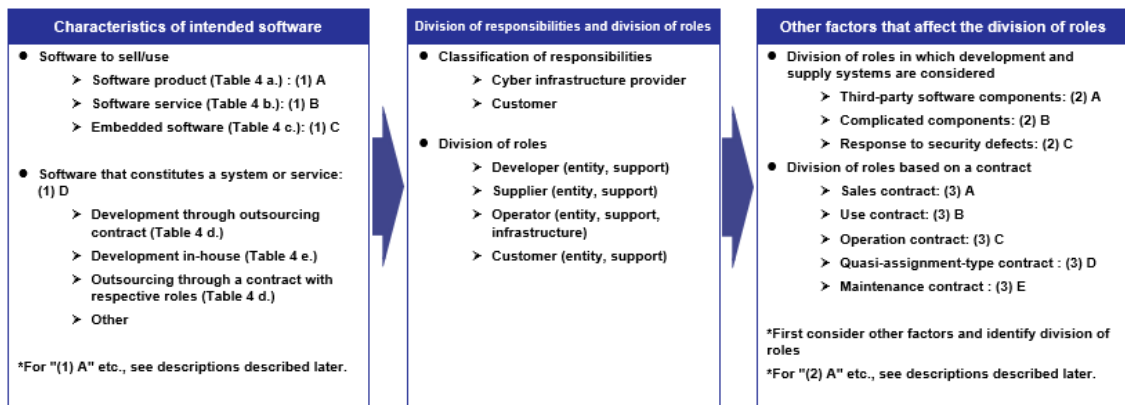 Characteristics of intended software
● Software to sell/use
➤ Software product (Table 4 a.) : (1) A
➤ Software service (Table 4 b.): (1) B
➤ Embedded software (Table 4 c.): (1) C
● Software that constitutes a system or service:
(1) D
➤ Development through outsourcing
contract (Table 4 d.)
➤ Development in-house (Table 4 e.)
➤ Outsourcing through a contract with
respective roles (Table 4 d.)
➤ Other
*For "(1) A" etc., see descriptions described later.
Division of responsibilities and division of roles
● Classification of responsibilities
➤ Cyber infrastructure provider
➤ Customer
● Division of roles
➤ Developer (entity, support)
➤ Supplier (entity, support)
➤ Operator (entity, support,
infrastructure)
➤ Customer (entity, support)
Other factors that affect the division of roles
● Division of roles in which development and
supply systems are considered
➤ Third-party software components: (2) A
➤ Complicated components: (2) B
➤ Response to security defects: (2) C
● Division of roles based on a contract
➤ Sales contract: (3) A
➤ Use contract: (3) B
➤ Operation contract: (3) C
➤ Quasi-assignment-type contract : (3) D
➤ Maintenance contract : (3) E
*First consider other factors and identify division of
roles
*For "(2) A" etc., see descriptions described later.